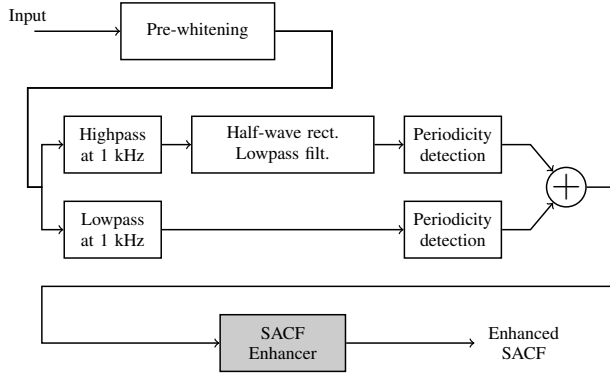 Input
Pre-whitening
Highpass
at 1 kHz
Half-wave rect.
Lowpass filt.
Periodicity
detection
Lowpass
at 1 kHz
Periodicity
detection
SACF
Enhancer
Enhanced
SACF